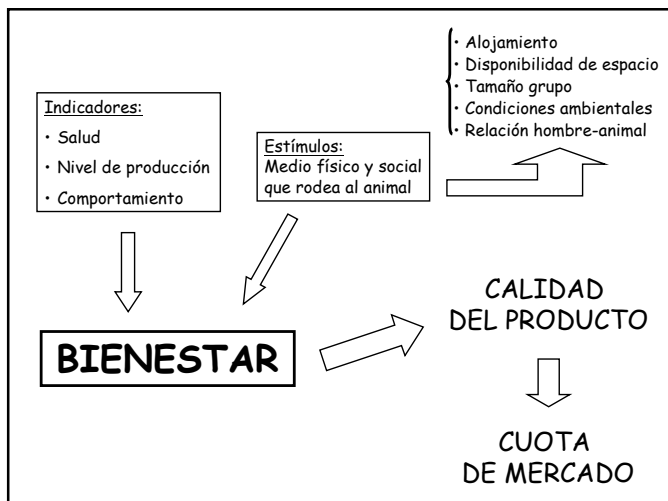 Indicadores:
• Salud
• Nivel de producción
• Comportamiento
Estímulos:
Medio físico y social
que rodea al animal
• Alojamiento
• Disponibilidad de espacio
• Tamaño grupo
• Condiciones ambientales
• Relación hombre-animal
BIENESTAR
CALIDAD
DEL PRODUCTO
CUOTA
DE MERCADO